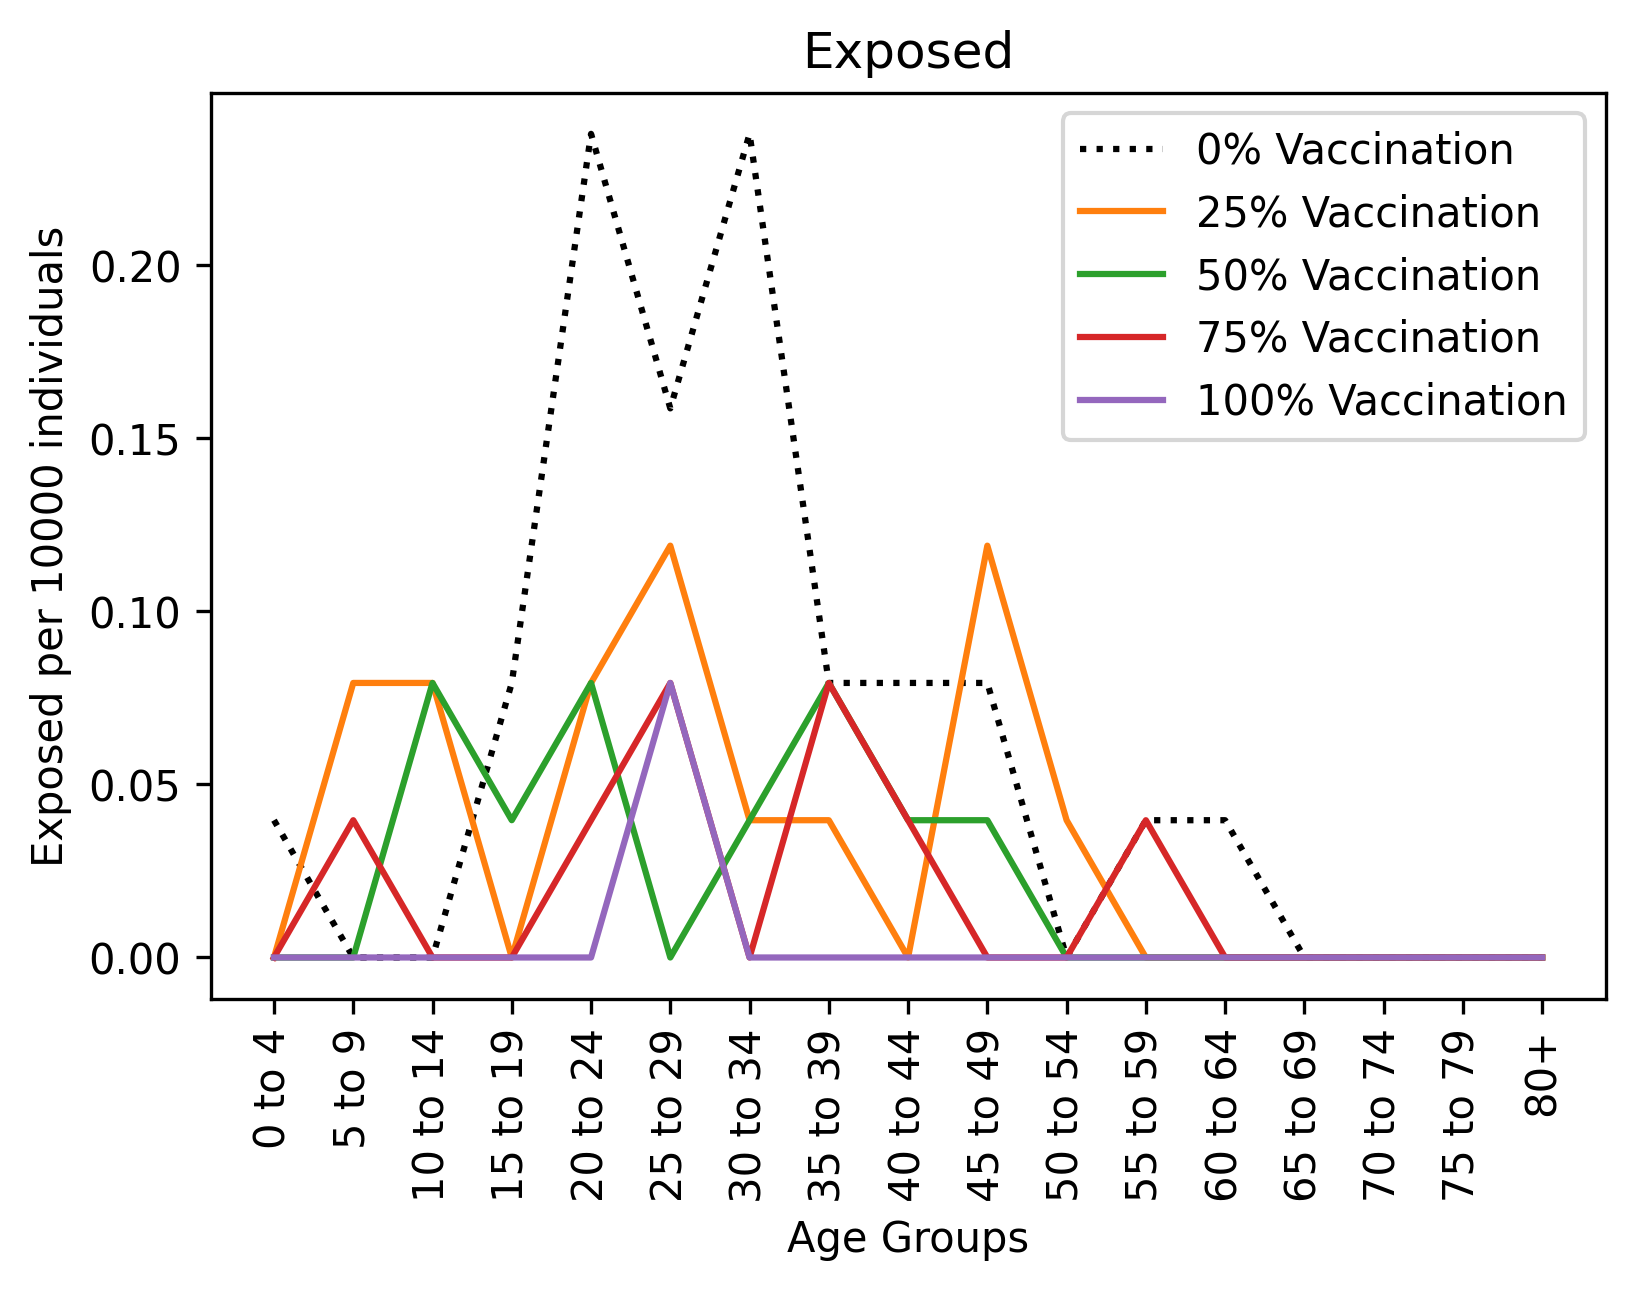 Exposed
0% Vaccination
25% Vaccination
50% Vaccination
75% Vaccination
100% Vaccination
Exposed per 10000 individuals
0.20
0.15
0.10
0.05
0.00
0 to 4
5 to 9
10 to 14
15 to 19
20 to 24
25 to 29
30 to 34
35 to 39
40 to 44
45 to 49
50 to 54
55 to 59
60 to 64
65 to 69
70 to 74
75 to 79
80+
Age Groups